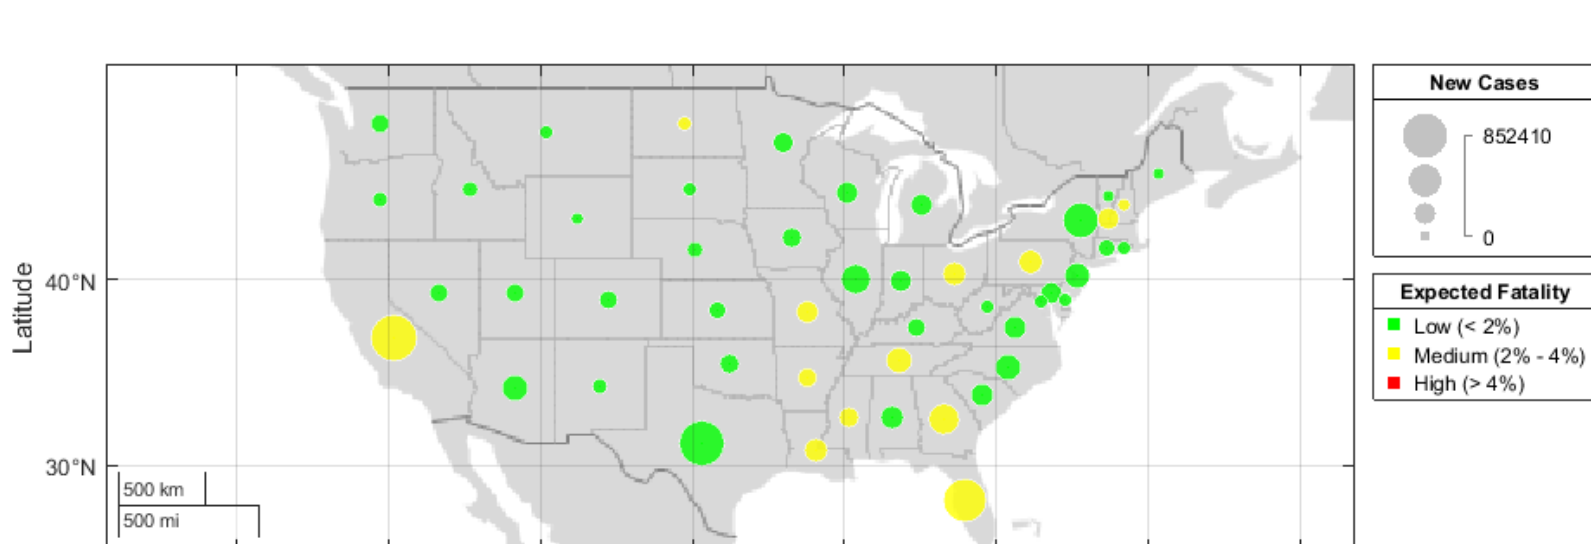 New Cases
852410
0
Expected Fatality
Low (< 2%)
Medium (2% - 4%)
High (> 4%)
Latitude
40°N
30°N
500 km
500 mi